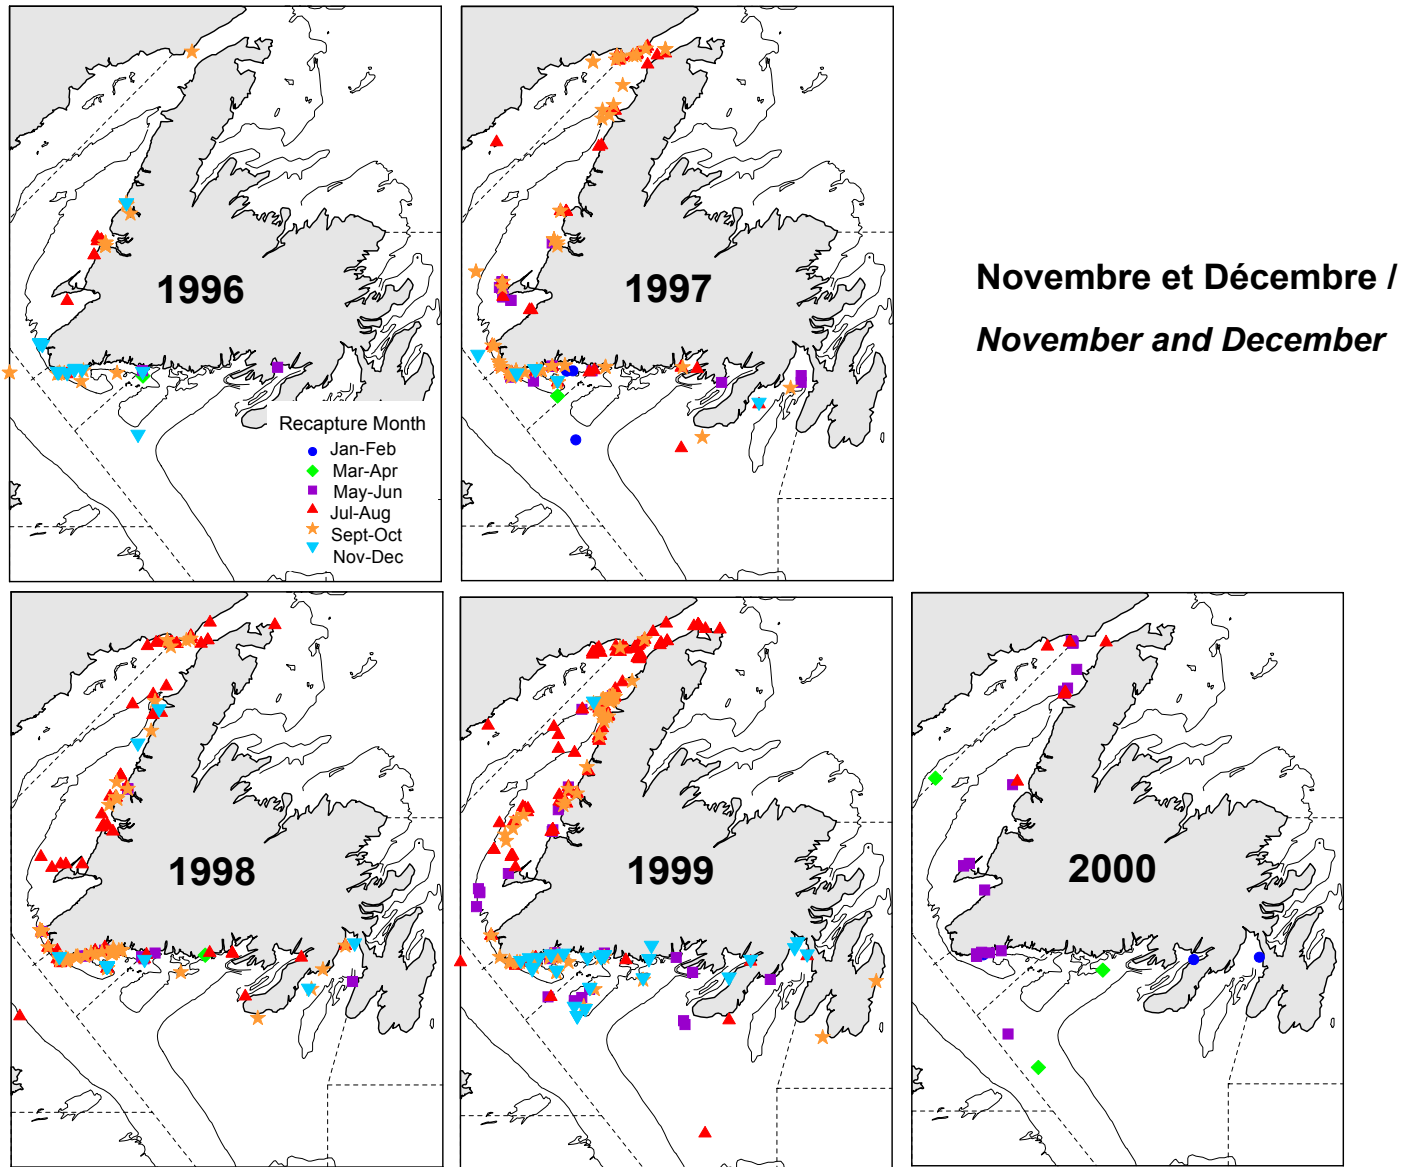 1996
1997
Novembre et Décembre /
November and December
Recapture Month
Jan-Feb
Mar-Apr
May-Jun
Jul-Aug
Sept-Oct
Nov-Dec
1998
1999
2000